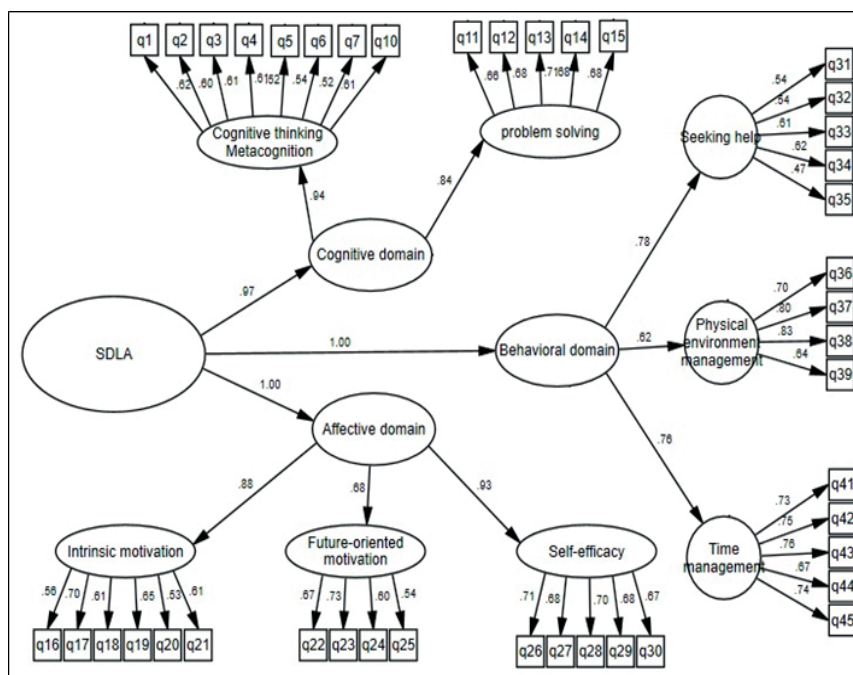 q1 q2 q3 q4 q5 q6 q7 q10
q11 q12 q13 q14 q15
.62 .60 .61 .61 .52 .54 .52 .61
.66 .68 .71 .68 .68
Cognitive thinking
Metacognition
problem solving
.94
.84
Cognitive domain
q31
q32
q33
q34
q35
.54
.54
.61
.62
.47
Seeking help
.78
.97
SDLA
1.00
Behavioral domain
.62
Physical
environment
management
q36
q37
q38
q39
.70
.80
.83
.64
1.00
Affective domain
.76
.88
.68
.93
Intrinsic motivation
Future-oriented
motivation
Self-efficacy
Time
management
q41
q42
q43
q44
q45
.73
.75
.76
.67
.74
.56 .70 .61 .65 .53 .61
.67 .73 .60 .54
.71 .68 .70 .68 .67
q16 q17 q18 q19 q20 q21
q22 q23 q24 q25
q26 q27 q28 q29 q30